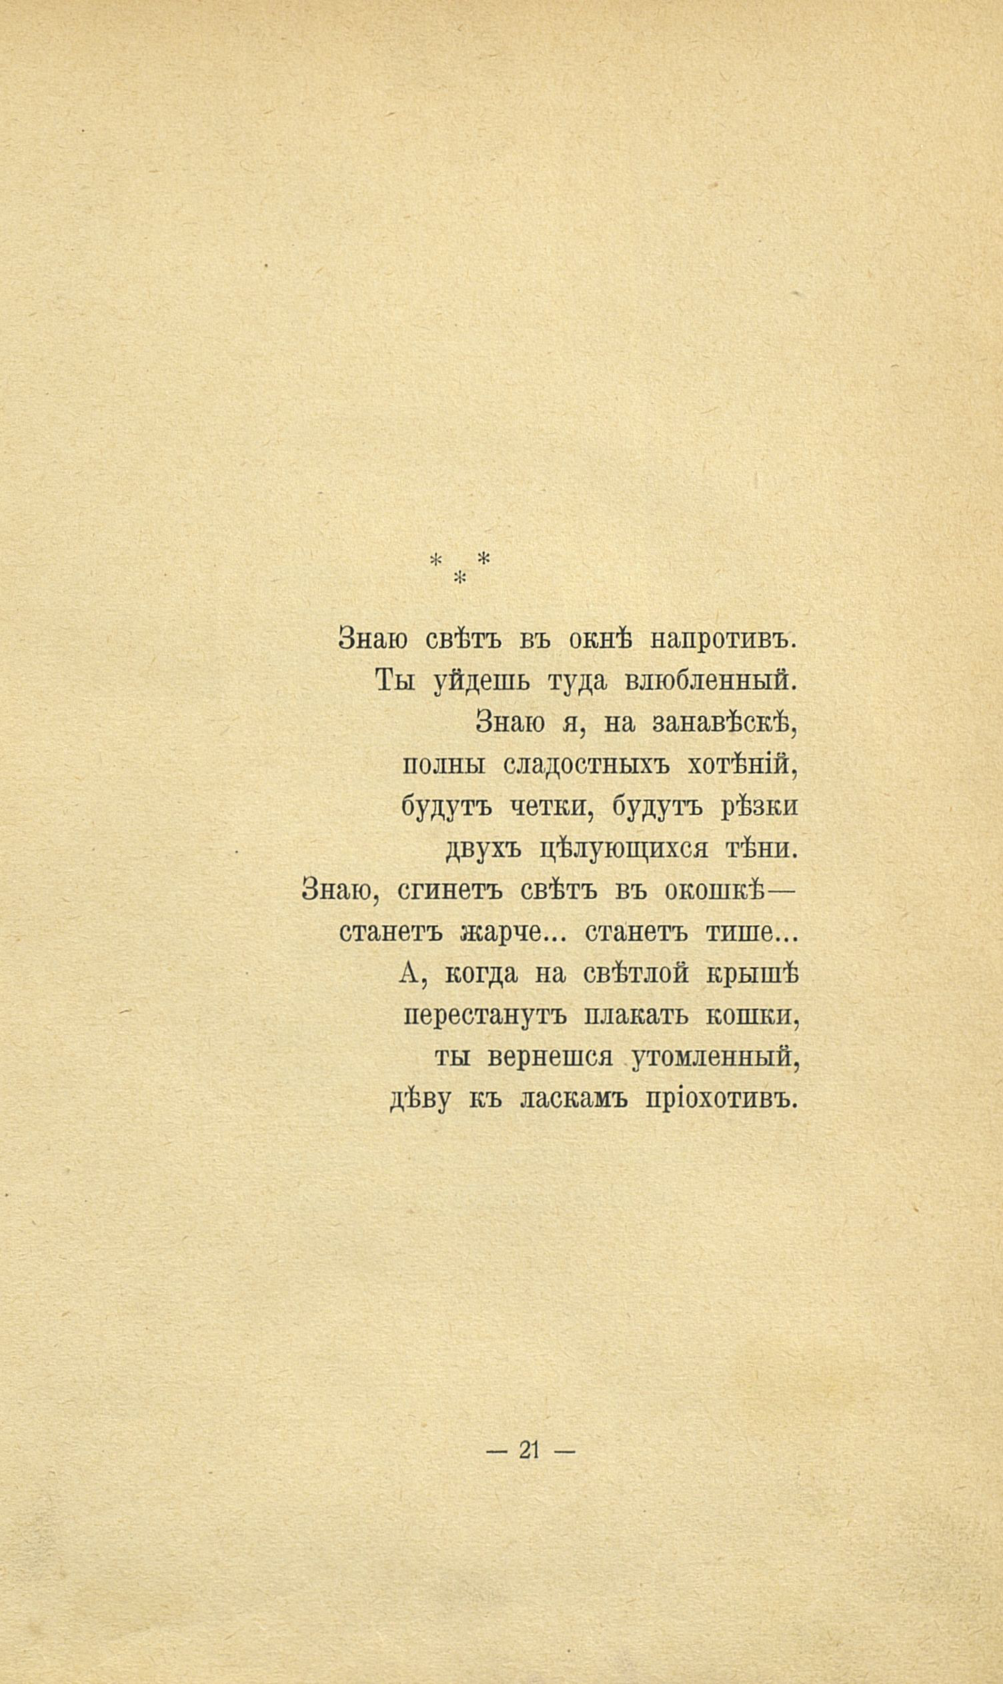 * *
*
Знаю свѣтъ въ окнѣ напротивъ.
Ты уйдешь туда влюбленный.
Знаю я, на занавѣскѣ,
полны сладостныхъ хотѣній,
будутъ четки, будутъ рѣзки
двухъ цѣлующихся тѣни.
Знаю, сгинетъ свѣтъ въ окошкѣ—
станетъ жарче... станетъ тише...
А, когда на свѣтлой крышѣ
перестанутъ плакать кошки,
ты вернешся утомленный,
дѣву къ ласкамъ пріохотивъ.
— 21 —